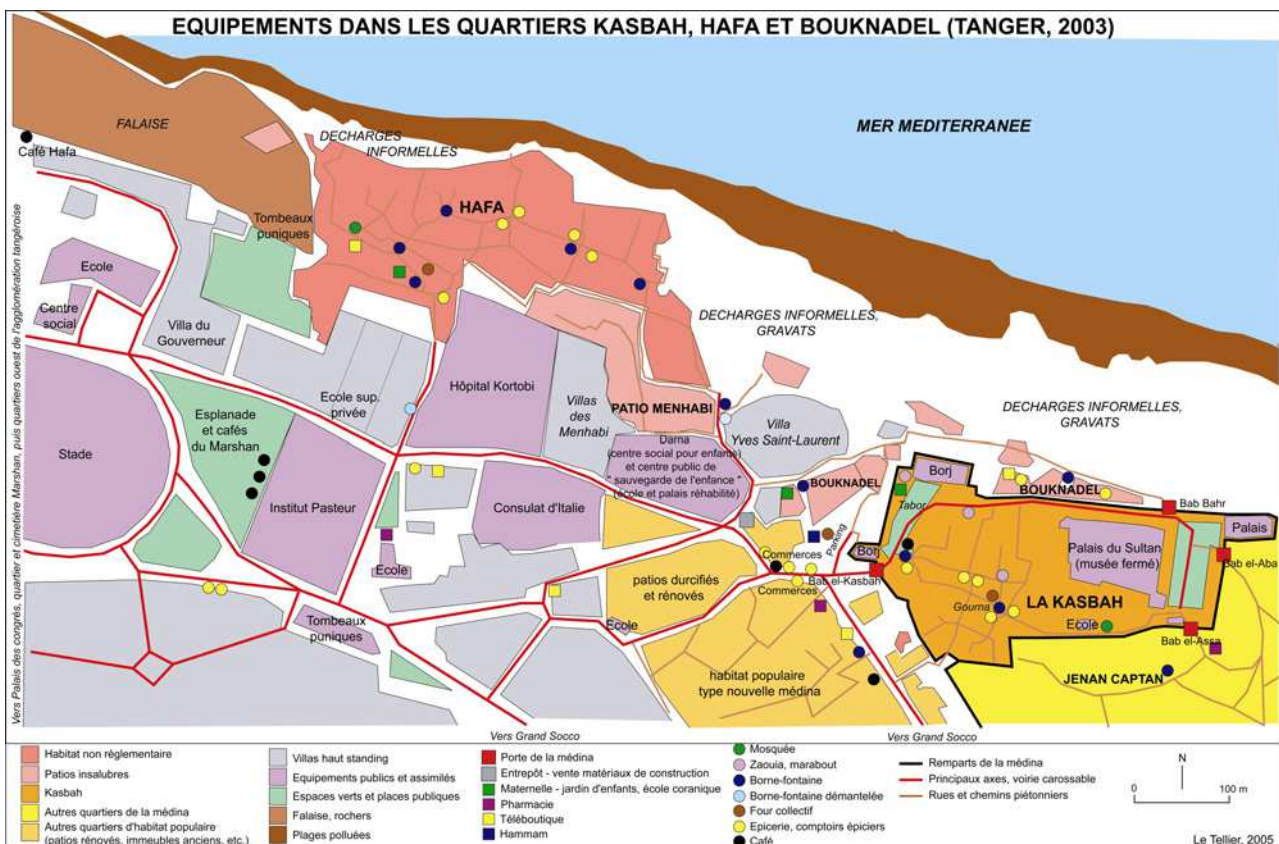 EQUIPEMENTS DANS LES QUARTIERS KASBAH, HAFA ET BOUKNADEL (TANGER, 2003)
MER MEDITERRANEE
FALAISE
Café Hafa
DECHARGES
INFORMELLES
HAFA
Tombeaux
puniques
Ecole
Centre
social
Villa du
Gouverneur
Vers Palais des congrés, quartier et cimetière Marshan, puis quartiers ouest de l'agglomération tangéroise
DECHARGES INFORMELLES,
GRAVATS
Stade
Esplanade
et cafés
du Marshan
Ecole sup.
privée
Hôpital Kortobi
Villas
des
Menhabi
PATIO MENHABI
Villa
Yves Saint-Laurent
DECHARGES INFORMELLES,
GRAVATS
Institut Pasteur
Consulat d'Italie
Darna
(centre social pour enfants)
et centre public de
" sauvegarde de l'enfance "
(école et palais réhabilité)
BOUKNADEL
Borj
Tabor
BOUKNADEL
Bab Bahr
Palais
Parking
Borj
Palais du Sultan
(musée fermé)
Bab el-Aba
Ecole
Commerces
Commerces
Bab el-Kasbah
patios durcifiés
et rénovés
LA KASBAH
Gourna
Ecole
Bab el-Assa
Tombeaux
puniques
Ecole
habitat populaire
type nouvelle médina
JENAN CAPTAN
Vers Grand Socco
Vers Grand Socco
Habitat non règlementaire
Patios insalubres
Kasbah
Autres quartiers de la médina
Autres quartiers d'habitat populaire
(patios rénovés, immeubles anciens, etc.)
Villas haut standing
Equipements publics et assimilés
Espaces verts et places publiques
Falaise, rochers
Plages polluées
Porte de la médina
Entrepôt - vente matériaux de construction
Maternelle - jardin d'enfants, école coranique
Pharmacie
Téléboutique
Hammam
Mosquée
Zaouia, marabout
Borne-fontaine
Borne-fontaine démantelée
Four collectif
Epicerie, comptoirs épiciers
Café
Remparts de la médina
Principaux axes, voirie carossable
Rues et chemins piétonniers
N
0 100 m
Le Tellier, 2005